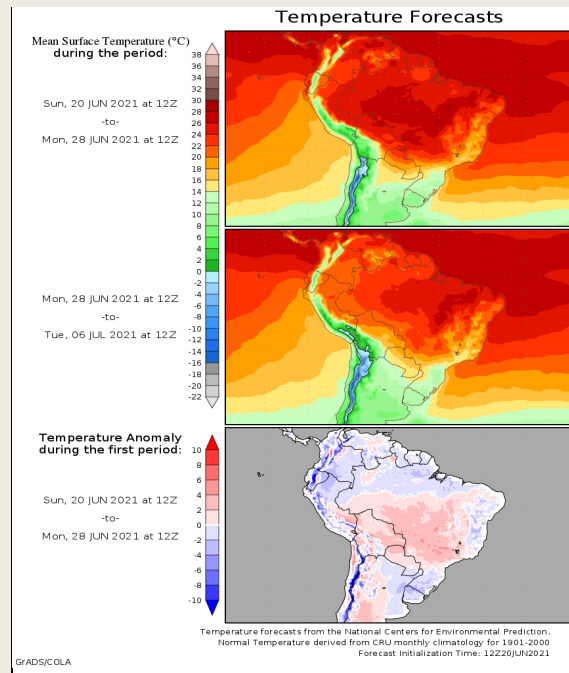 Temperature Forecasts
Mean Surface Temperature (°C)
during the period:
Sun, 20 JUN 2021 at 12Z
-to-
Mon, 28 JUN 2021 at 12Z
38
36
34
32
30
28
26
24
22
20
18
16
14
12
10
8
6
4
2
0
-2
-4
-6
-8
-10
-12
-14
-16
-18
-20
-22
Mon, 28 JUN 2021 at 12Z
-to-
Tue, 06 JUL 2021 at 12Z
Temperature Anomaly
during the first period:
Sun, 20 JUN 2021 at 12Z
-to-
Mon, 28 JUN 2021 at 12Z
10
8
6
4
2
0
-2
-4
-6
-8
-10
Temperature forecasts from the National Centers for Environmental Prediction.
Normal Temperature derived from CRU monthly climatology for 1901-2000
Forecast Initialization Time: 12Z20JUN2021
GrADS/COLA